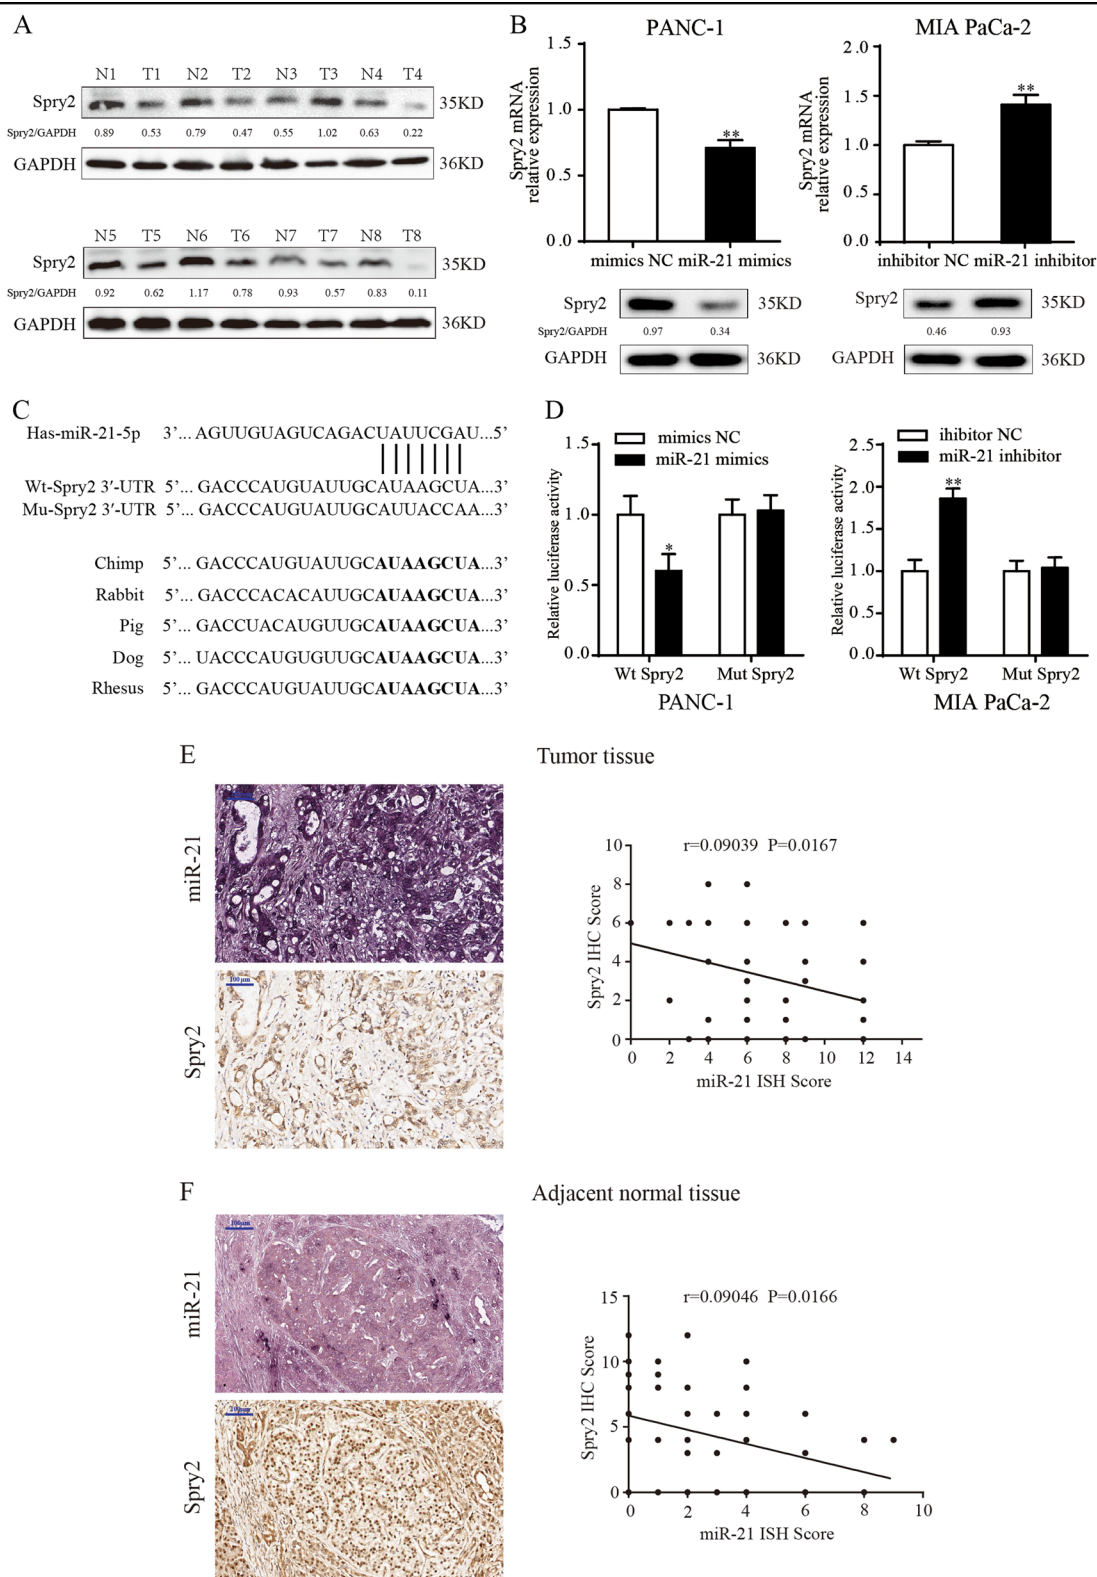 A
N1 T1 N2 T2 N3 T3 N4 T4
Spry2 35KD
Spry2/GAPDH 0.89 0.53 0.79 0.47 0.55 1.02 0.63 0.22
GAPDH 36KD
N5 T5 N6 T6 N7 T7 N8 T8
Spry2 35KD
Spry2/GAPDH 0.92 0.62 1.17 0.78 0.93 0.57 0.83 0.11
GAPDH 36KD
B
PANC-1
Spry2 mRNA
relative expression
1.5
1.0
0.5
0.0
**
mimics NC miR-21 mimics
Spry2 35KD
Spry2/GAPDH 0.97 0.34
GAPDH 36KD
MIA PaCa-2
Spry2 mRNA
relative expression
2.0
1.5
1.0
0.5
0.0
**
inhibitor NC miR-21 inhibitor
Spry2 35KD
0.46 0.93
GAPDH 36KD
C
Has-miR-21-5p 3’... AGUUGUAGUCAGACUAUUCGAU...5’
Wt-Spry2 3′-UTR 5’... GACCCAUGUAUUGCAUAAGCUA...3’
Mu-Spry2 3′-UTR 5’... GACCCAUGUAUUGCAUUACCAA...3’
Chimp 5’... GACCCAUGUAUUGCAUAAGCUA...3’
Rabbit 5’... GACCCACACAUUGCAUAAGCUA...3’
Pig 5’... GACCUACAUGUUGCAUAAGCUA...3’
Dog 5’... UACCCAUGUGUUGCAUAAGCUA...3’
Rhesus 5’... GACCCAUGUAUUGCAUAAGCUA...3’
D
Relative luciferase activity
1.5
1.0
0.5
0.0
mimics NC
miR-21 mimics
*
Wt Spry2 Mut Spry2
PANC-1
Relative luciferase activity
2.5
2.0
1.5
1.0
0.5
0.0
ihibitor NC
miR-21 inhibitor
**
Wt Spry2 Mut Spry2
MIA PaCa-2
E
Tumor tissue
miR-21
Spry2
100 μm
r=0.09039 P=0.0167
Spry2 IHC Score
10
8
6
4
2
0
0 2 4 6 8 10 12 14
miR-21 ISH Score
F
Adjacent normal tissue
miR-21
100 μm
Spry2
100 μm
r=0.09046 P=0.0166
Spry2 IHC Score
15
10
5
0
0 2 4 6 8 10
miR-21 ISH Score